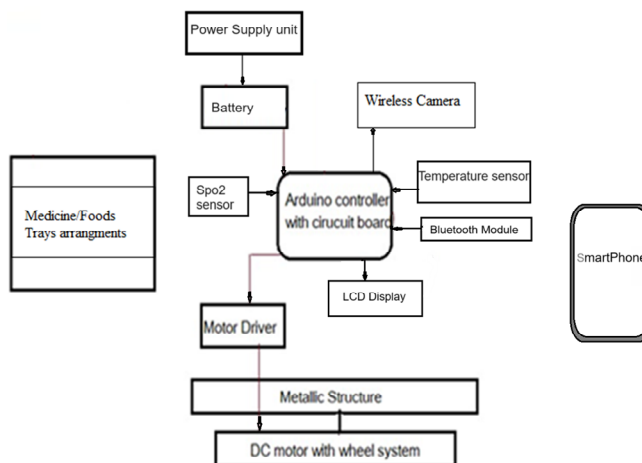 Power Supply unit
Battery
Wireless Camera
Spo2
sensor
Arduino controller
with cirucuit board
Temperature sensor
Bluetooth Module
Medicine/Foods
Trays arrangments
SmartPhone
LCD Display
Motor Driver
Metallic Structure
DC motor with wheel system